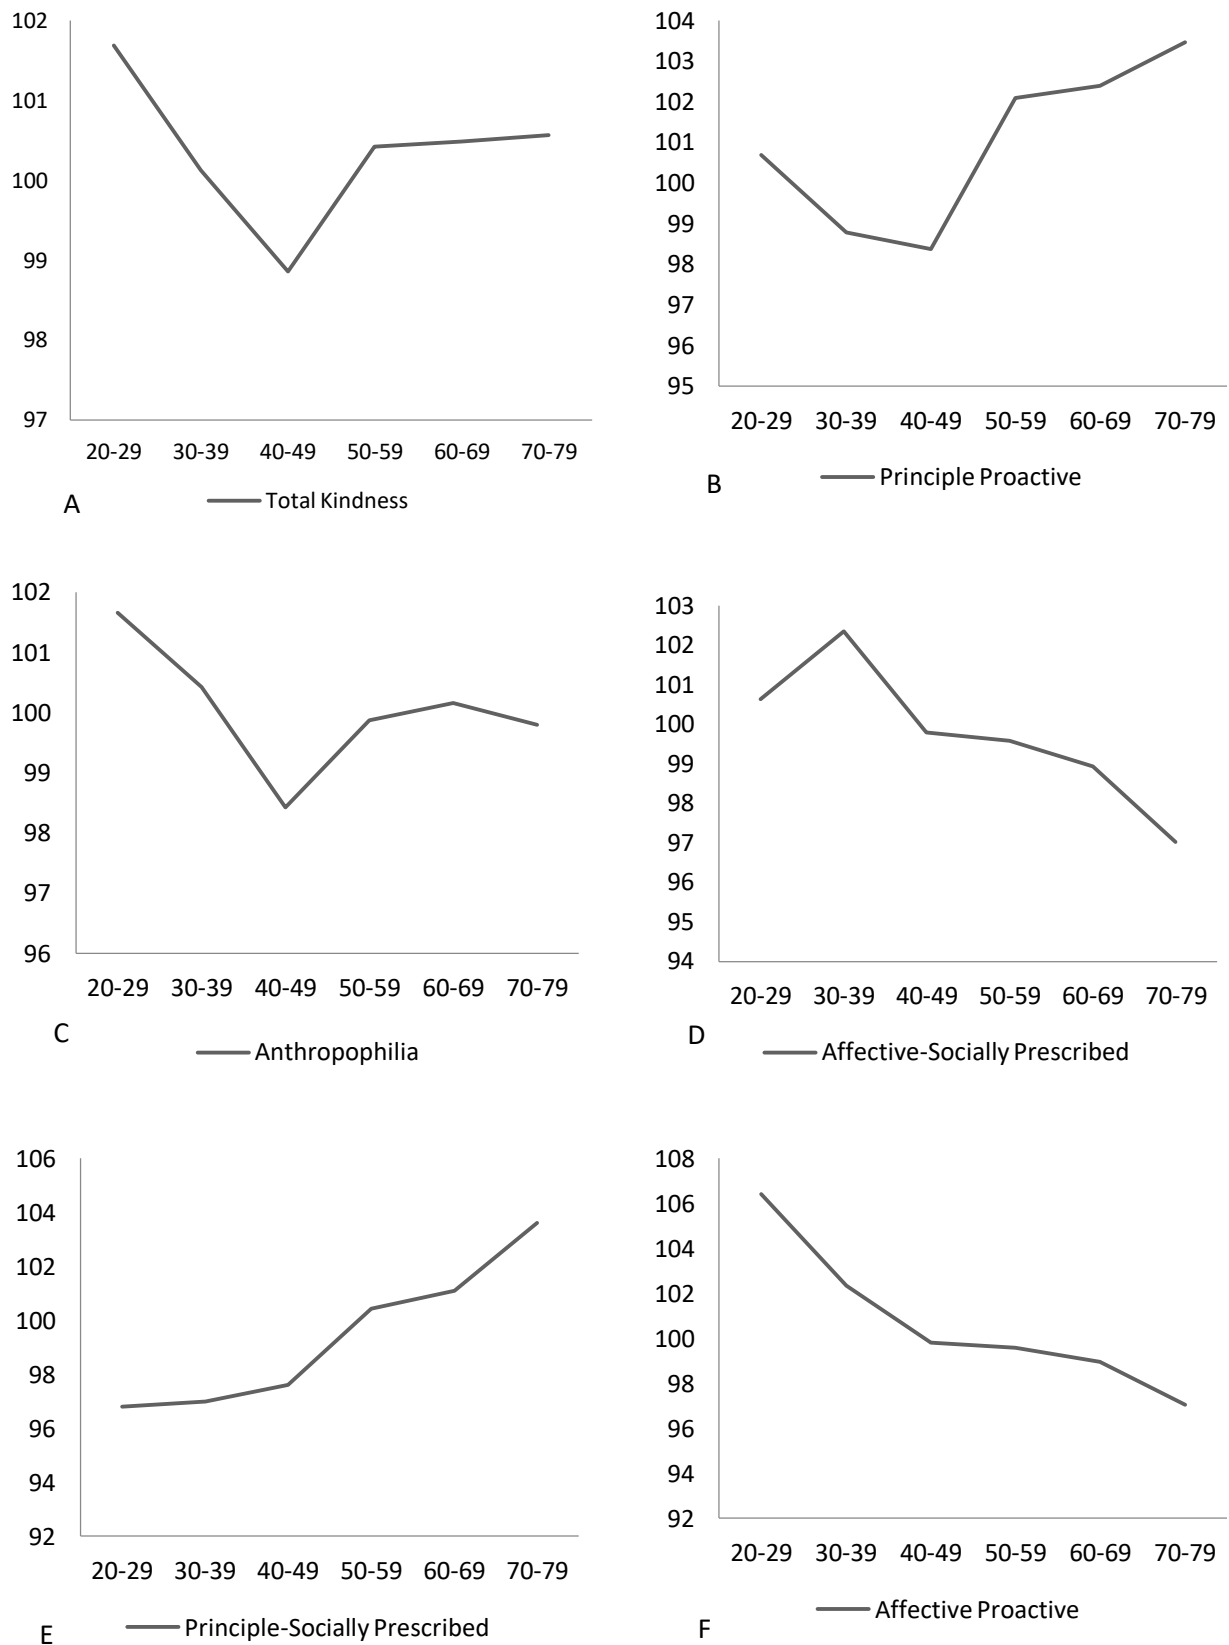 102
101
100
99
98
97
20-29 30-39 40-49 50-59 60-69 70-79
Total Kindness
A
104
103
102
101
100
99
98
97
96
95
20-29 30-39 40-49 50-59 60-69 70-79
Principle Proactive
B
102
101
100
99
98
97
96
20-29 30-39 40-49 50-59 60-69 70-79
C
Anthropophilia
103
102
101
100
99
98
97
96
95
94
20-29 30-39 40-49 50-59 60-69 70-79
D
Affective-Socially Prescribed
106
104
102
100
98
96
94
92
20-29 30-39 40-49 50-59 60-69 70-79
E
Principle-Socially Prescribed
108
106
104
102
100
98
96
94
92
20-29 30-39 40-49 50-59 60-69 70-79
Affective Proactive
F